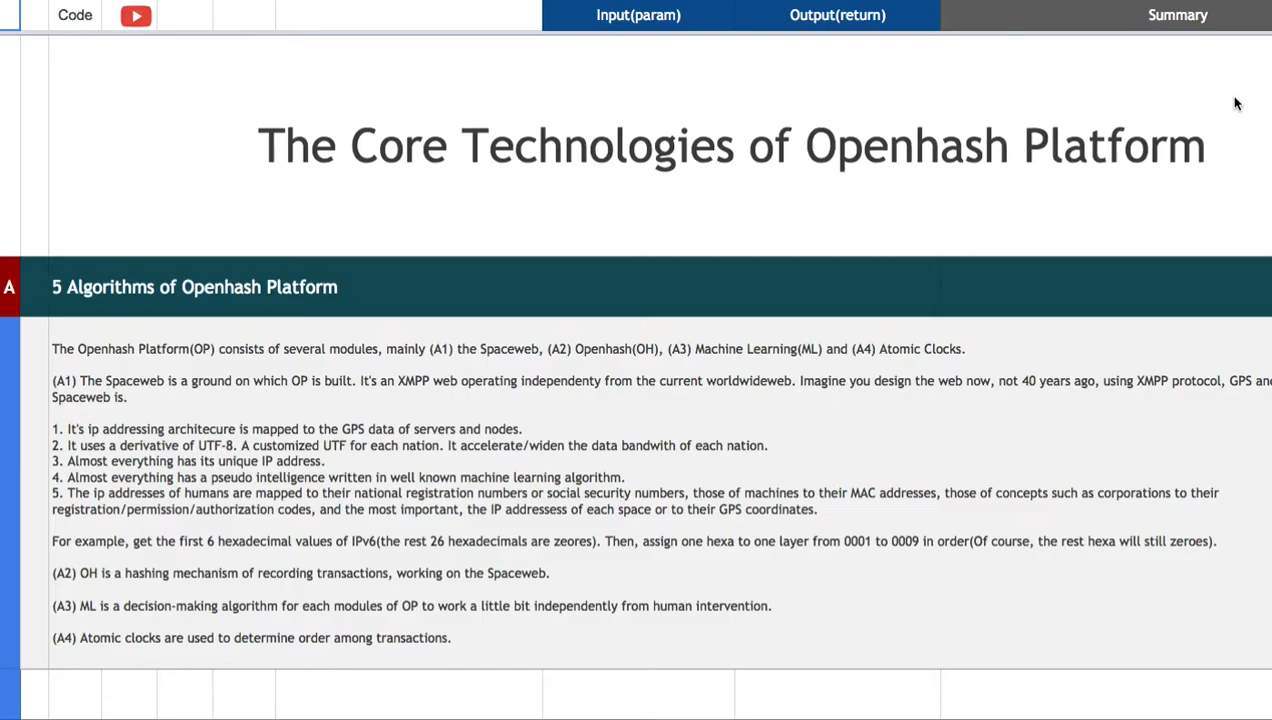 Code
Input(param)
Output(return)
Summary
The Core Technologies of Openhash Platform
A
5 Algorithms of Openhash Platform
The Openhash Platform(OP) consists of several modules, mainly (A1) the Spaceweb, (A2) Openhash(OH), (A3) Machine Learning(ML) and (A4) Atomic Clocks.
(A1) The Spaceweb is a ground on which OP is built. It's an XMPP web operating independenty from the current worldwideweb. Imagine you design the web now, not 40 years ago, using XMPP protocol, GPS and
Spaceweb is.
1. It's ip addressing architecure is mapped to the GPS data of servers and nodes.
2. It uses a derivative of UTF-8. A customized UTF for each nation. It accelerate/widen the data bandwith of each nation.
3. Almost everything has its unique IP address.
4. Almost everything has a pseudo intelligence written in well known machine learning algorithm.
5. The ip addresses of humans are mapped to their national registration numbers or social security numbers, those of machines to their MAC addresses, those of concepts such as corporations to their
registration/permission/authorization codes, and the most important, the IP addressess of each space or to their GPS coordinates.
For example, get the first 6 hexadecimal values of IPv6(the rest 26 hexadecimals are zeores). Then, assign one hexa to one layer from 0001 to 0009 in order(Of course, the rest hexa will still zeroes).
(A2) OH is a hashing mechanism of recording transactions, working on the Spaceweb.
(A3) ML is a decision-making algorithm for each modules of OP to work a little bit independently from human intervention.
(A4) Atomic clocks are used to determine order among transactions.